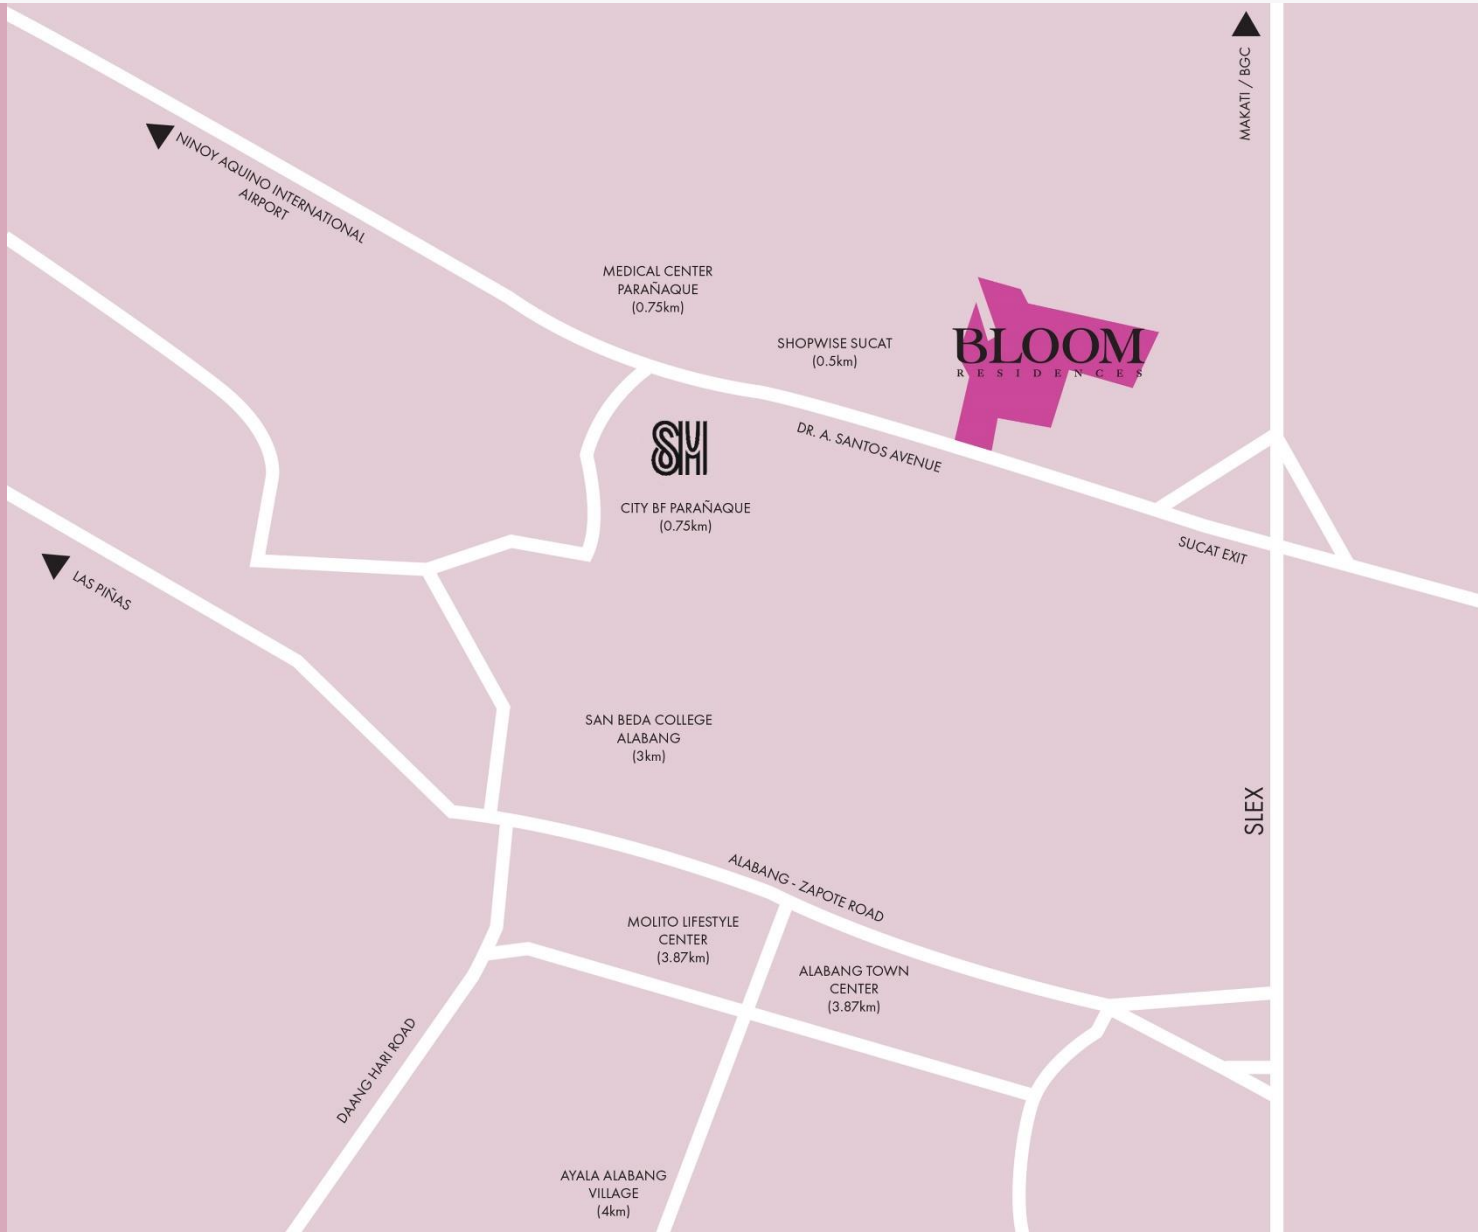 MAKATI / BGC
NINOY AQUINO INTERNATIONAL
AIRPORT
MEDICAL CENTER
PARAÑAQUE
(0.75km)
SHOPWISE SUCAT
(0.5km)
BLOOM
RESIDENCES
DR. A. SANTOS AVENUE
SM
CITY BF PARAÑAQUE
(0.75km)
SUCAT EXIT
LAS PIÑAS
SAN BEDA COLLEGE
ALABANG
(3km)
SLEX
ALABANG - ZAPOTE ROAD
MOLITO LIFESTYLE
CENTER
(3.87km)
ALABANG TOWN
CENTER
(3.87km)
DAANG HARI ROAD
AYALA ALABANG
VILLAGE
(4km)